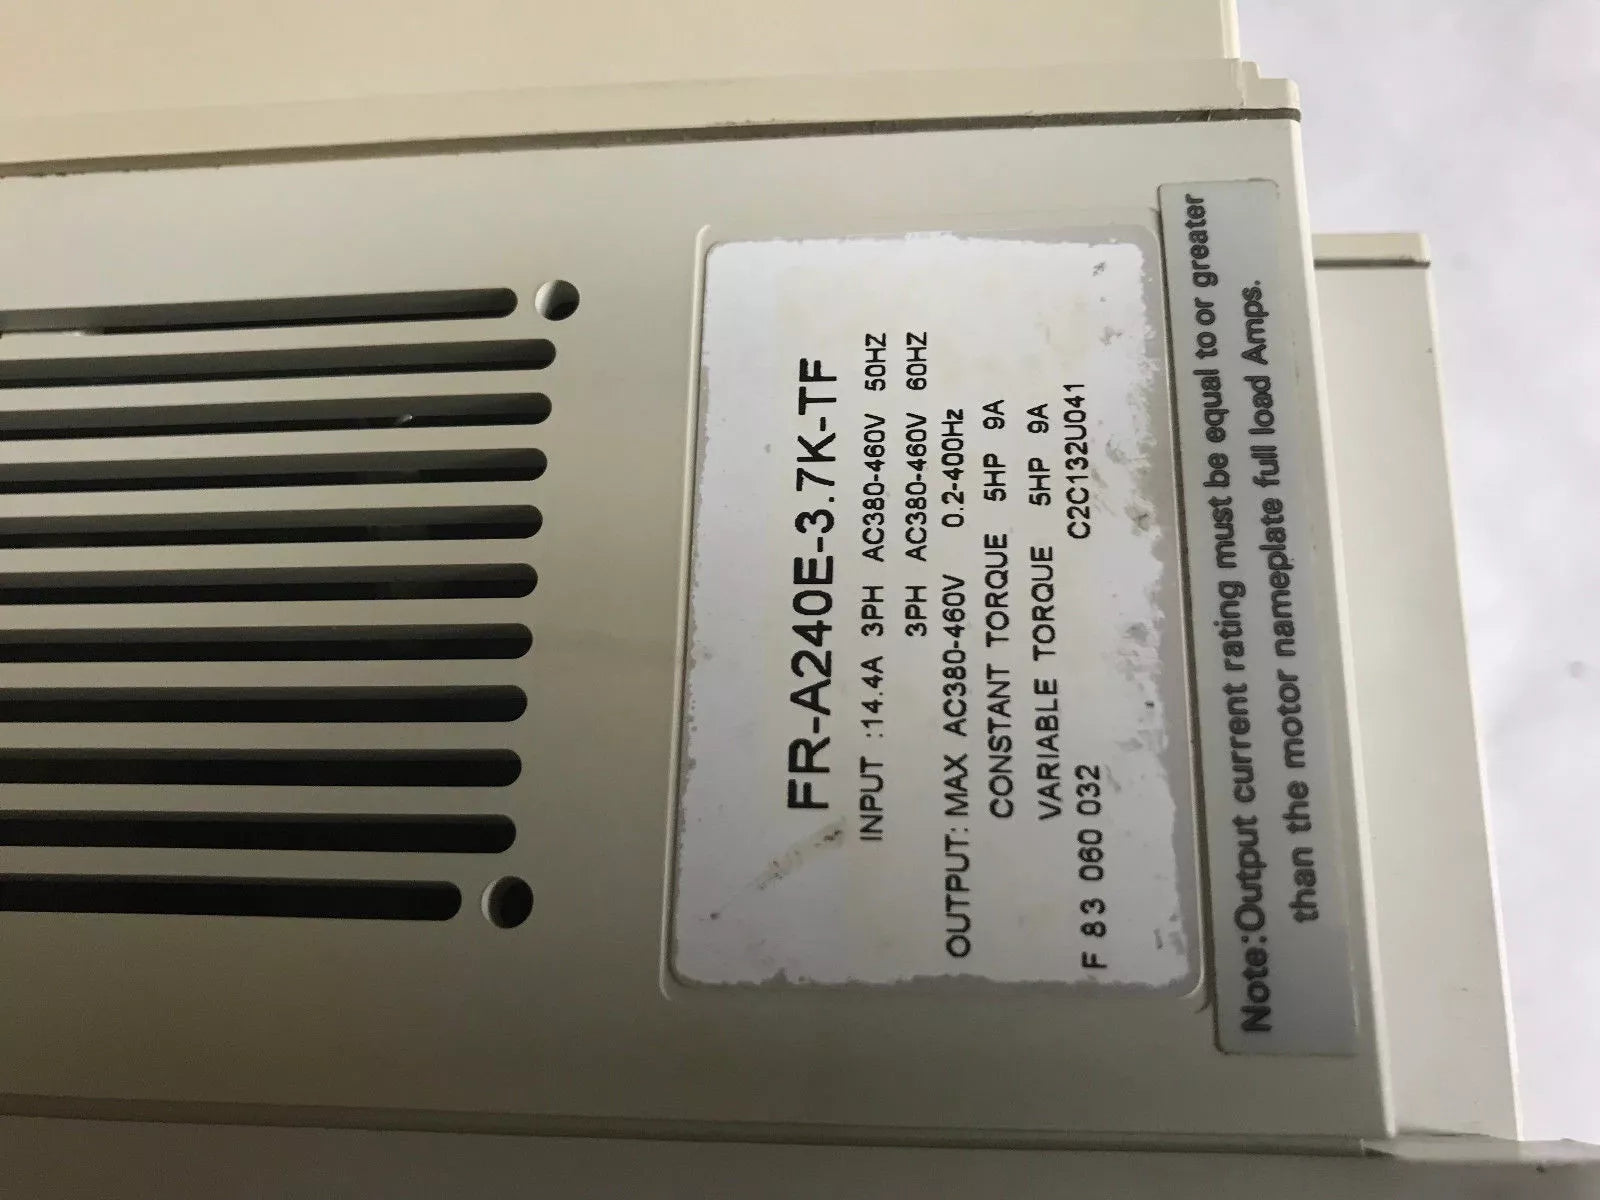 FR-A240E-3.7K-TF
INPUT :14.4A 3PH AC380-460V 50HZ
3PH AC380-460V 60HZ
OUTPUT: MAX AC380-460V 0.2-400Hz
CONSTANT TORQUE 5HP 9A
VARIABLE TORQUE 5HP 9A
F 83 060 032 C2C132U041
Note:Output current rating must be equal to or greater
than the motor nameplate full load Amps.